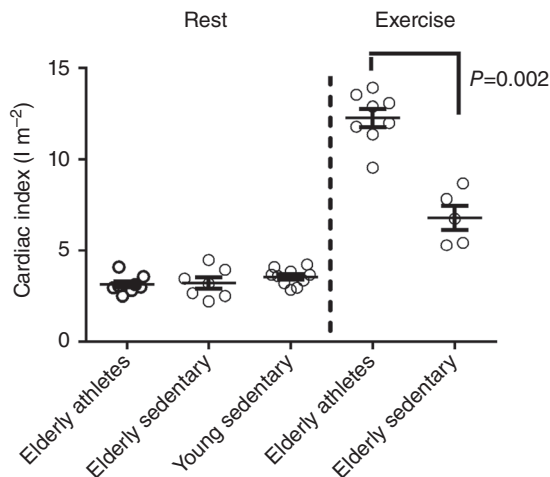 Rest Exercise
15
10
5
0
Cardiac index (l m⁻²)
P=0.002
Elderly athletes
Elderly sedentary
Young sedentary
Elderly athletes
Elderly sedentary